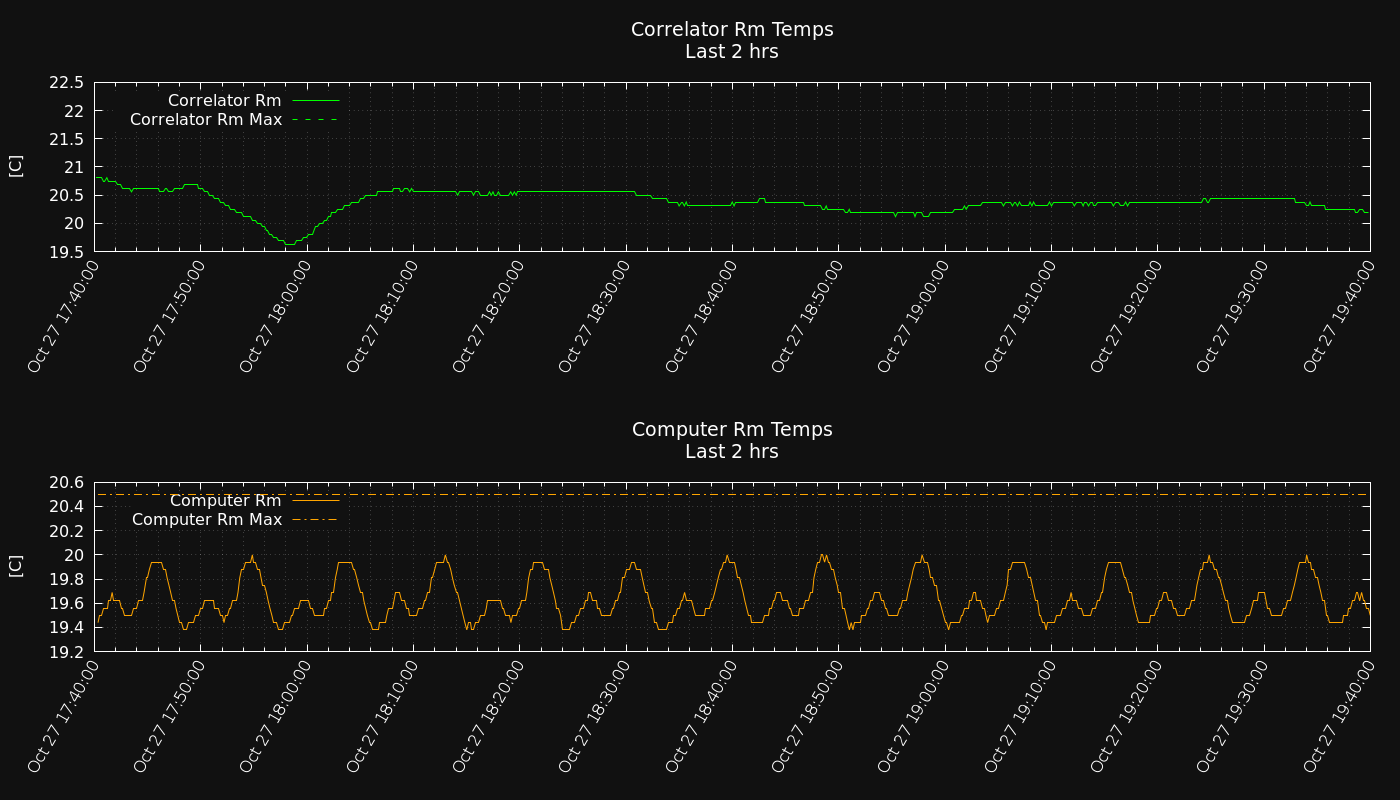 Correlator Rm Temps
Last 2 hrs
22.5
22
21.5
21
20.5
20
19.5
[C]
Correlator Rm
Correlator Rm Max
Oct 27 17:40:00
Oct 27 17:50:00
Oct 27 18:00:00
Oct 27 18:10:00
Oct 27 18:20:00
Oct 27 18:30:00
Oct 27 18:40:00
Oct 27 18:50:00
Oct 27 19:00:00
Oct 27 19:10:00
Oct 27 19:20:00
Oct 27 19:30:00
Oct 27 19:40:00
Computer Rm Temps
Last 2 hrs
20.6
20.4
20.2
20
19.8
19.6
19.4
19.2
[C]
Computer Rm
Computer Rm Max
Oct 27 17:40:00
Oct 27 17:50:00
Oct 27 18:00:00
Oct 27 18:10:00
Oct 27 18:20:00
Oct 27 18:30:00
Oct 27 18:40:00
Oct 27 18:50:00
Oct 27 19:00:00
Oct 27 19:10:00
Oct 27 19:20:00
Oct 27 19:30:00
Oct 27 19:40:00